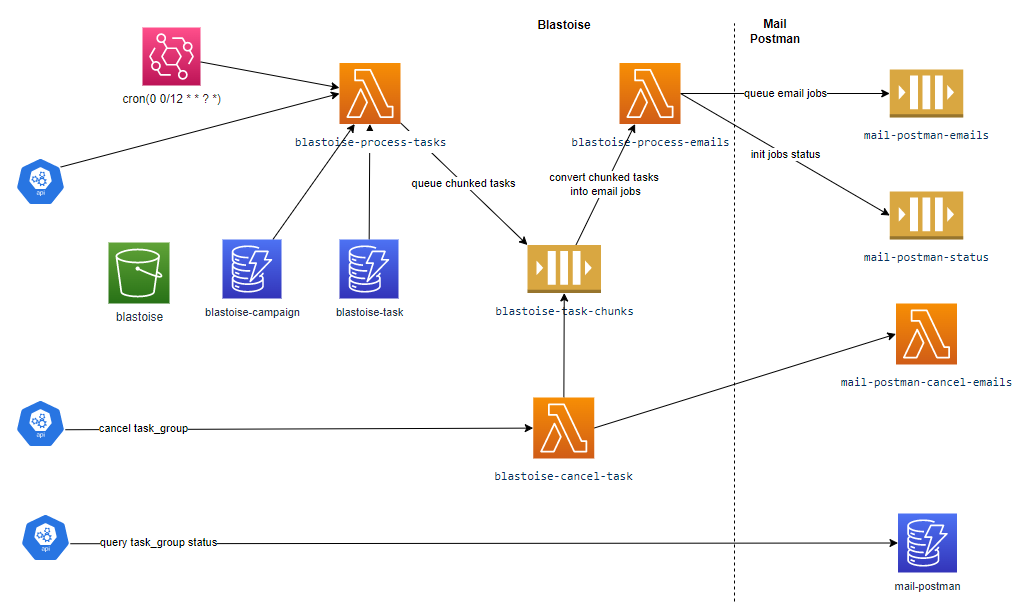 Blastoise
Mail
Postman
cron(0 0/12 * * ? *)
blastoise-process-tasks
blastoise-process-emails
queue email jobs
mail-postman-emails
api
queue chunked tasks
convert chunked tasks
into email jobs
init jobs status
mail-postman-status
blastoise
blastoise-campaign
blastoise-task
blastoise-task-chunks
mail-postman-cancel-emails
api
cancel task_group
blastoise-cancel-task
api
query task_group status
mail-postman